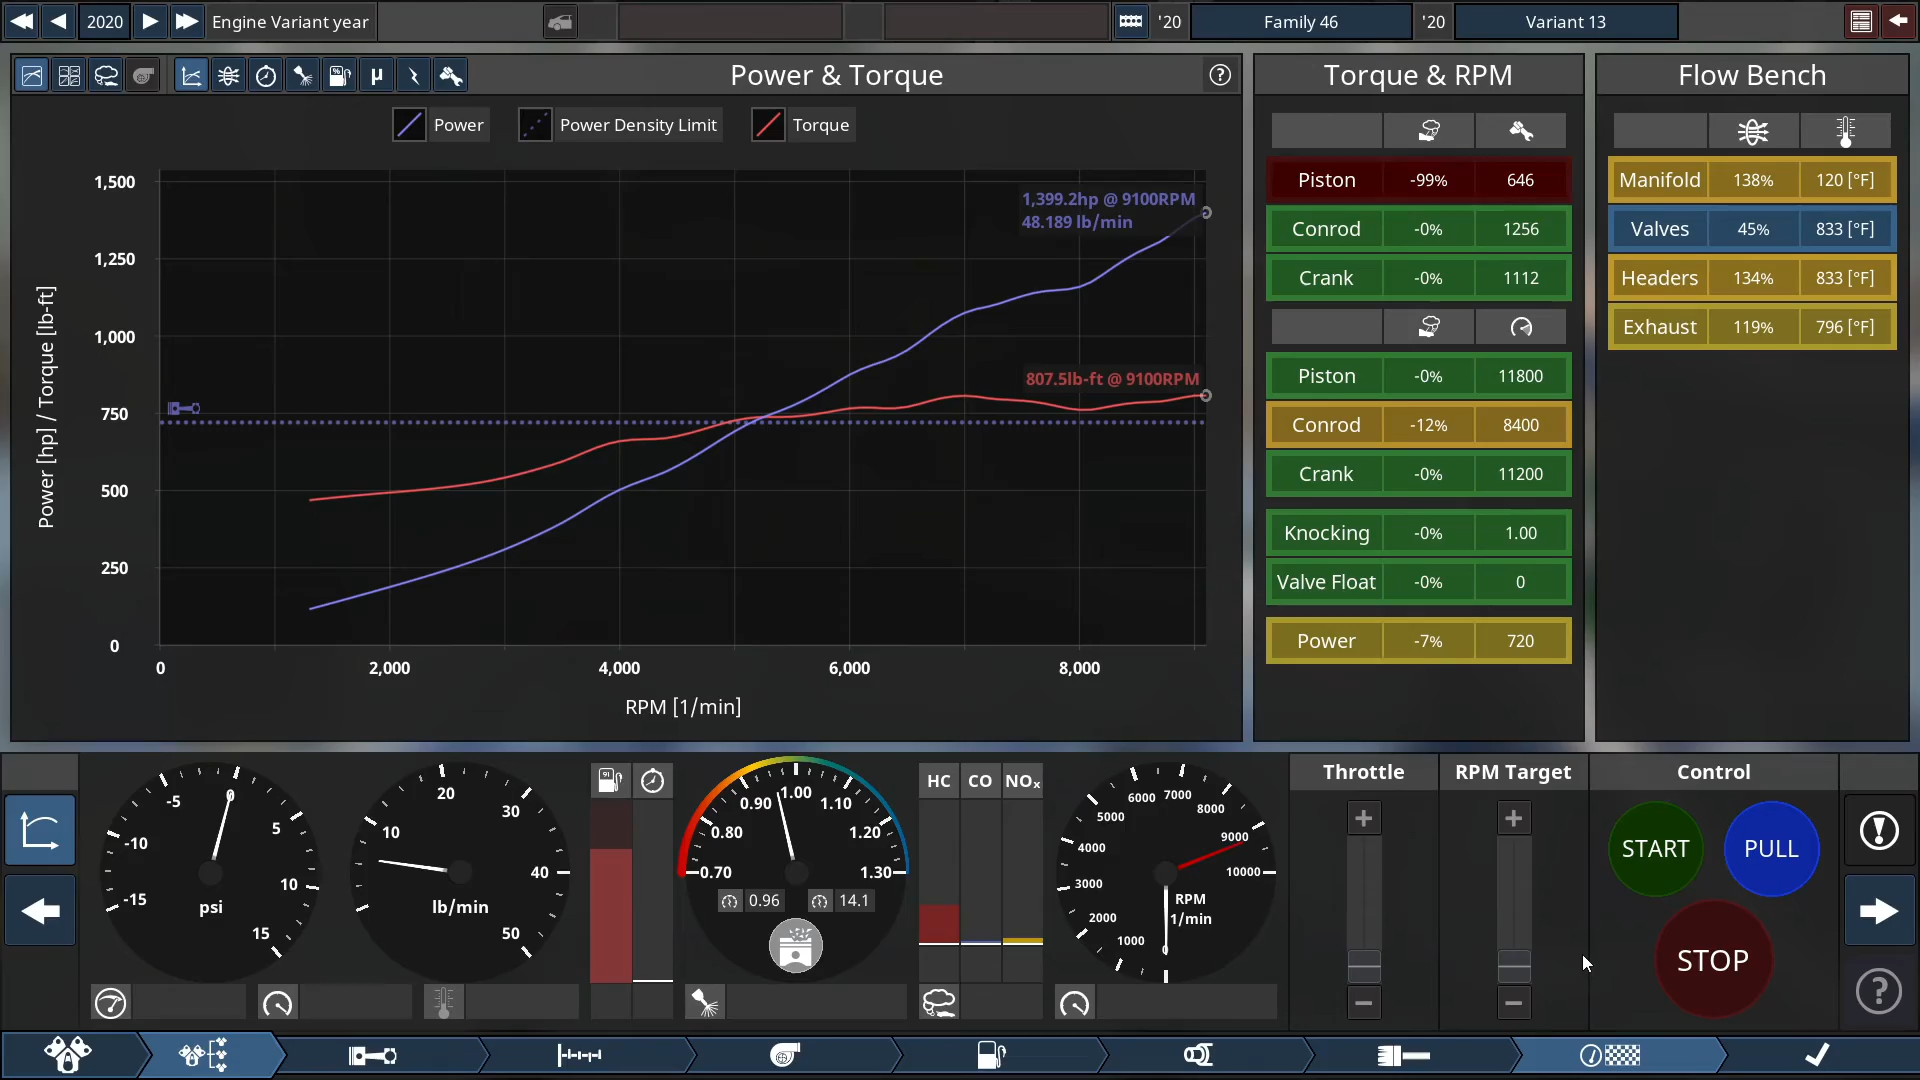 2020 Engine Variant year '20 Family 46 '20 Variant 13
µ Power & Torque ?
Power Power Density Limit Torque
1,500
1,250
1,000
750
500
250
0
Power [hp] / Torque [lb-ft]
1,399.2hp @ 9100RPM
48.189 lb/min
807.5lb-ft @ 9100RPM
0 2,000 4,000 6,000 8,000
RPM [1/min]
Torque & RPM
Piston -99% 646
Conrod -0% 1256
Crank -0% 1112
Piston -0% 11800
Conrod -12% 8400
Crank -0% 11200
Knocking -0% 1.00
Valve Float -0% 0
Power -7% 720
Flow Bench
Manifold 138% 120 [°F]
Valves 45% 833 [°F]
Headers 134% 833 [°F]
Exhaust 119% 796 [°F]
-15 -10 -5 0 5 10 15
psi
10 20 30 40 50
lb/min
91
0.70 0.80 0.90 1.00 1.10 1.20 1.30
0.96 14.1
HC CO NOx
0 1000 2000 3000 4000 5000 6000 7000 8000 9000 10000
RPM
1/min
Throttle
+
−
RPM Target
+
−
Control
START PULL
STOP
?